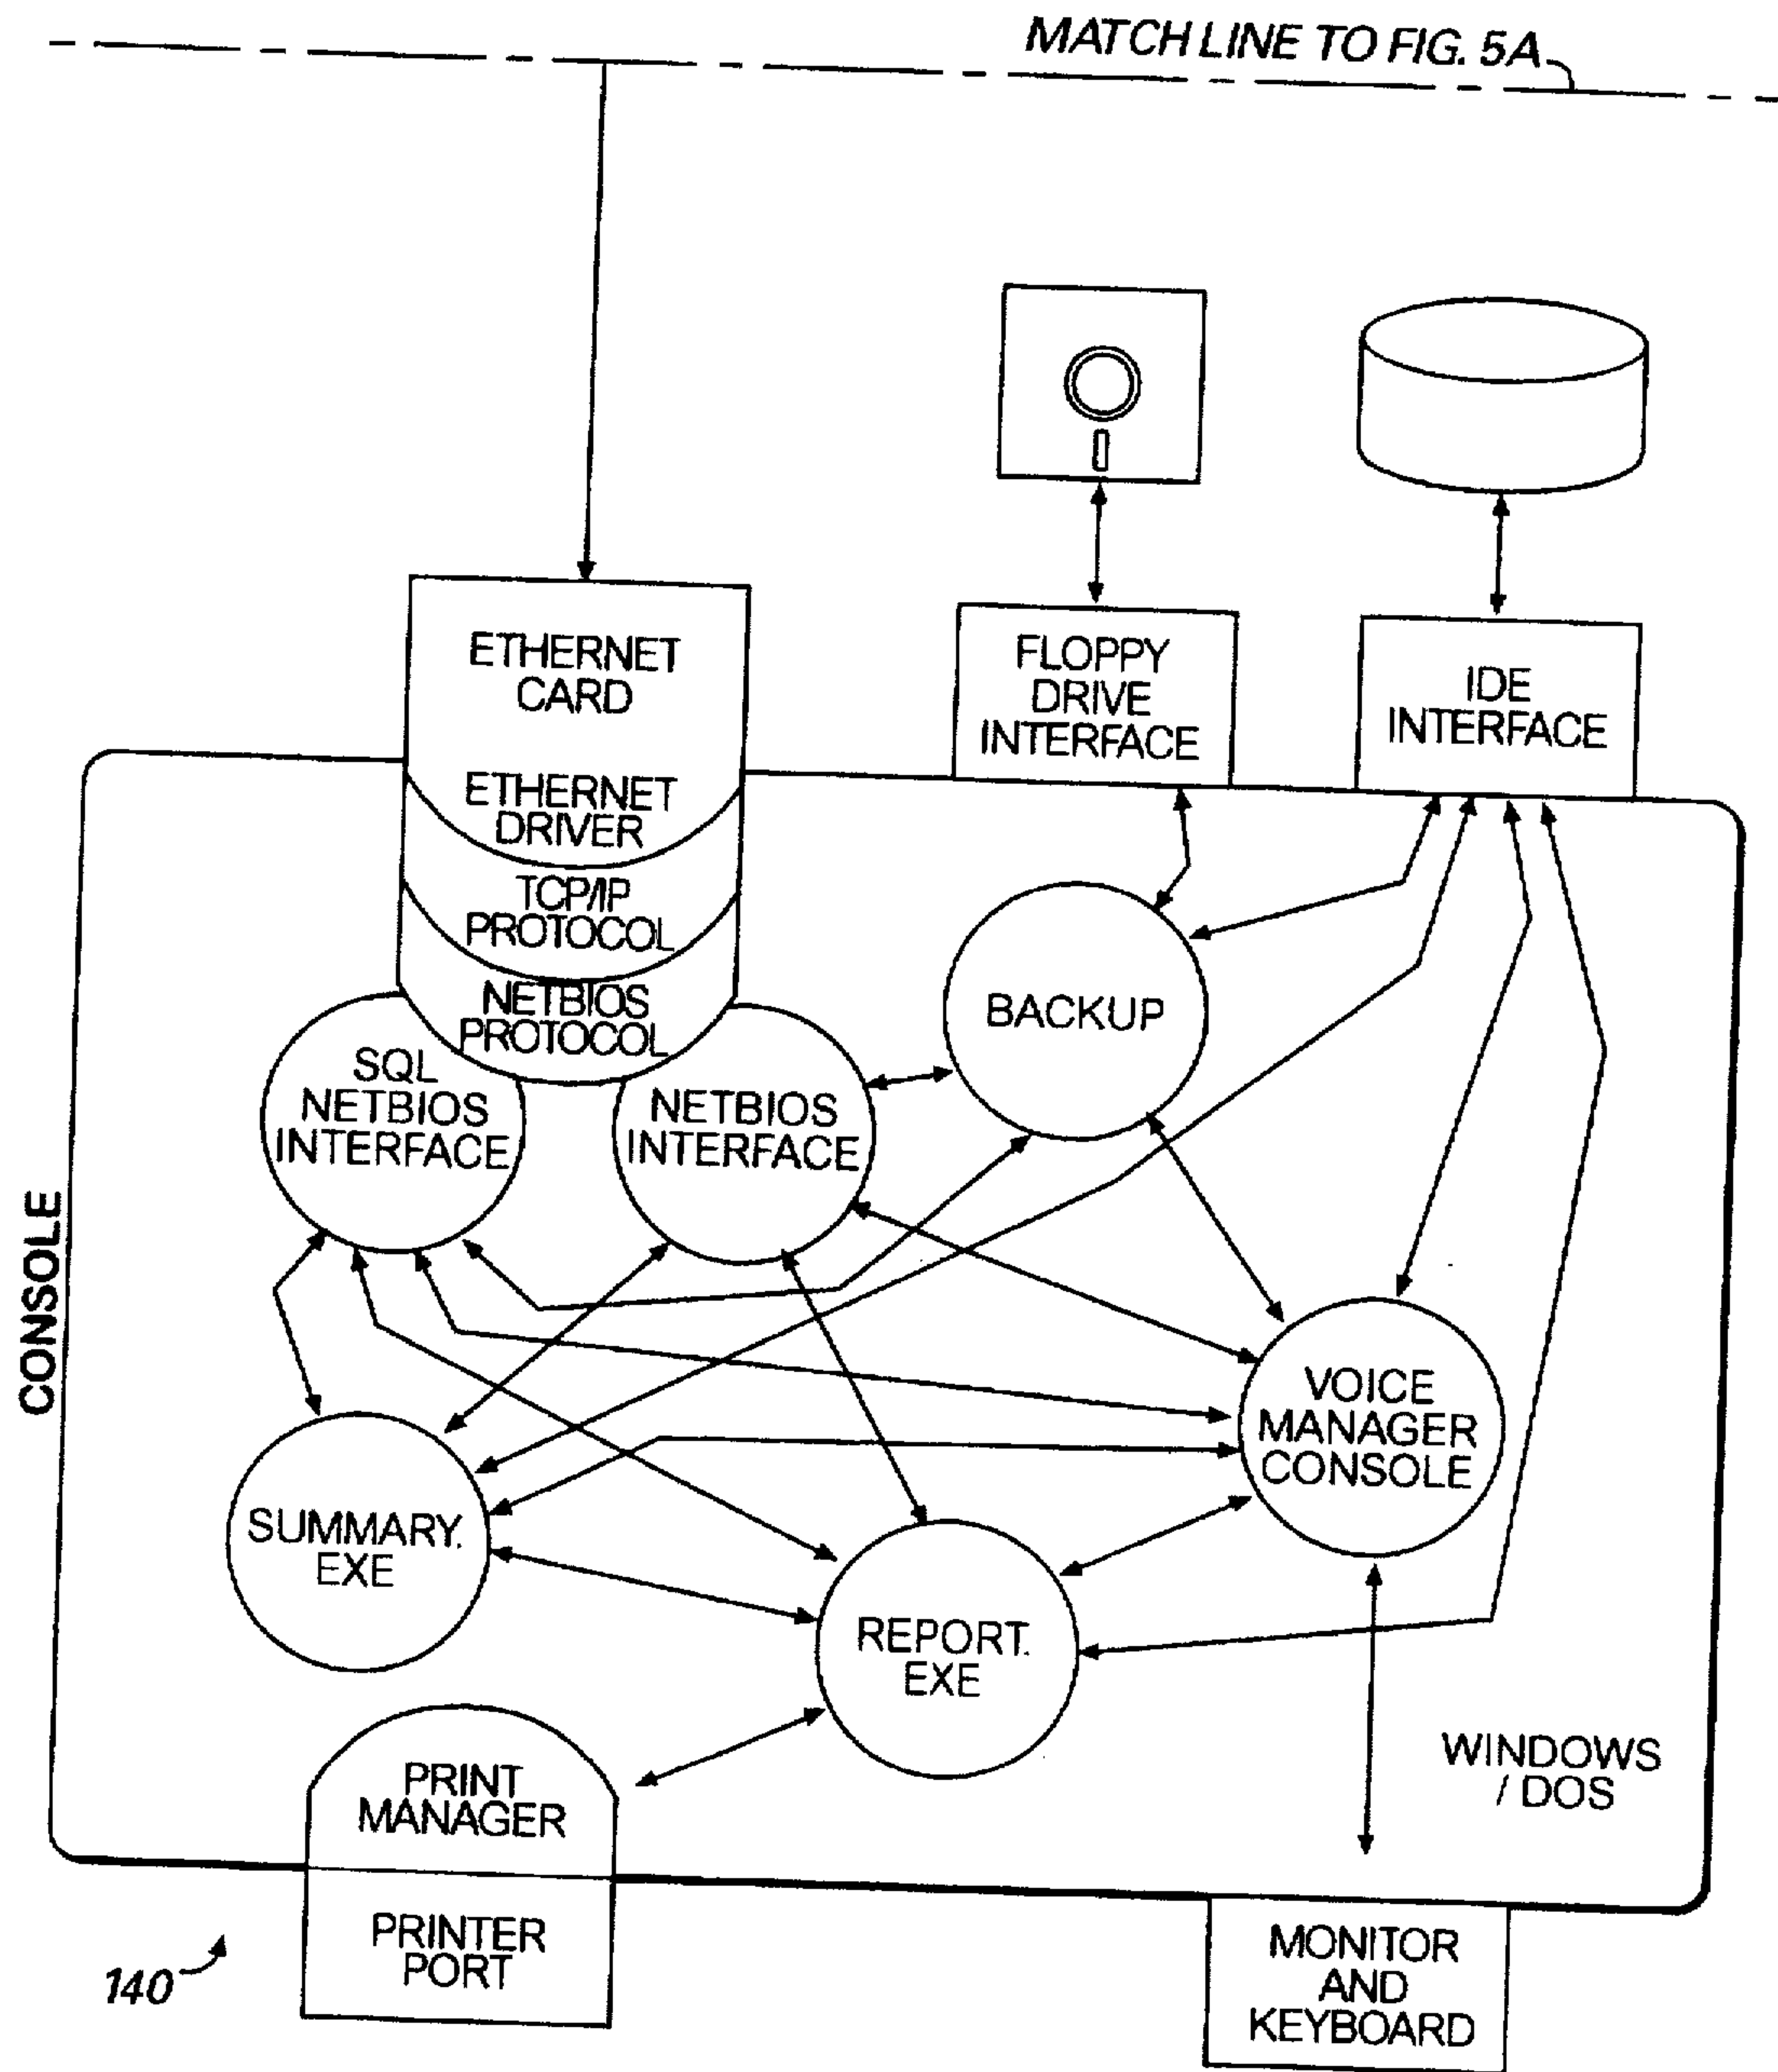 MATCH LINE TO FIG. 5A
ETHERNET
CARD
FLOPPY
DRIVE
INTERFACE
IDE
INTERFACE
ETHERNET
DRIVER
TCP/IP
PROTOCOL
NETBIOS
PROTOCOL
SQL
NETBIOS
INTERFACE
NETBIOS
INTERFACE
BACKUP
CONSOLE
VOICE
MANAGER
CONSOLE
SUMMARY.
EXE
REPORT.
EXE
WINDOWS
/ DOS
PRINT
MANAGER
PRINTER
PORT
MONITOR
AND
KEYBOARD
140